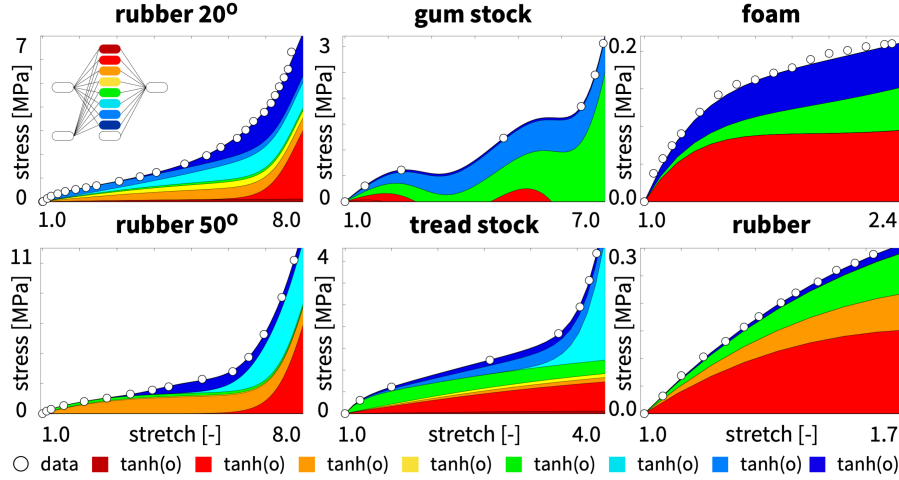 rubber 20º gum stock foam
stress [MPa] 7 0 1.0 8.0
stress [MPa] 3 0 1.0 7.0
stress [MPa] 0.2 0.0 1.0 2.4
rubber 50º tread stock rubber
stress [MPa] 11 0 1.0 stretch [-] 8.0
stress [MPa] 4 0 1.0 stretch [-] 4.0
stress [MPa] 0.3 0.0 1.0 stretch [-] 1.7
data tanh(o) tanh(o) tanh(o) tanh(o) tanh(o) tanh(o) tanh(o) tanh(o)